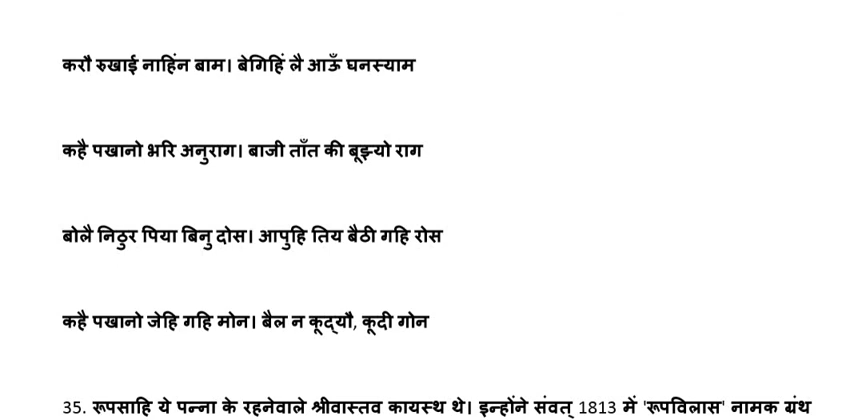 करौ रुखाई नाहिंन बाम। बेगिहिं लै आऊँ घनस्याम
कहै पखानो भरि अनुराग। बाजी ताँत की बूझ्यो राग
बोलै निठुर पिया बिनु दोस। आपुहि तिय बैठी गहि रोस
कहै पखानो जेहि गहि मोन। बैल न कूद्यौ, कूदी गोन
35. रूपसाहि ये पन्ना के रहनेवाले श्रीवास्तव कायस्थ थे। इन्होंने संवत् 1813 में 'रूपविलास' नामक ग्रंथ